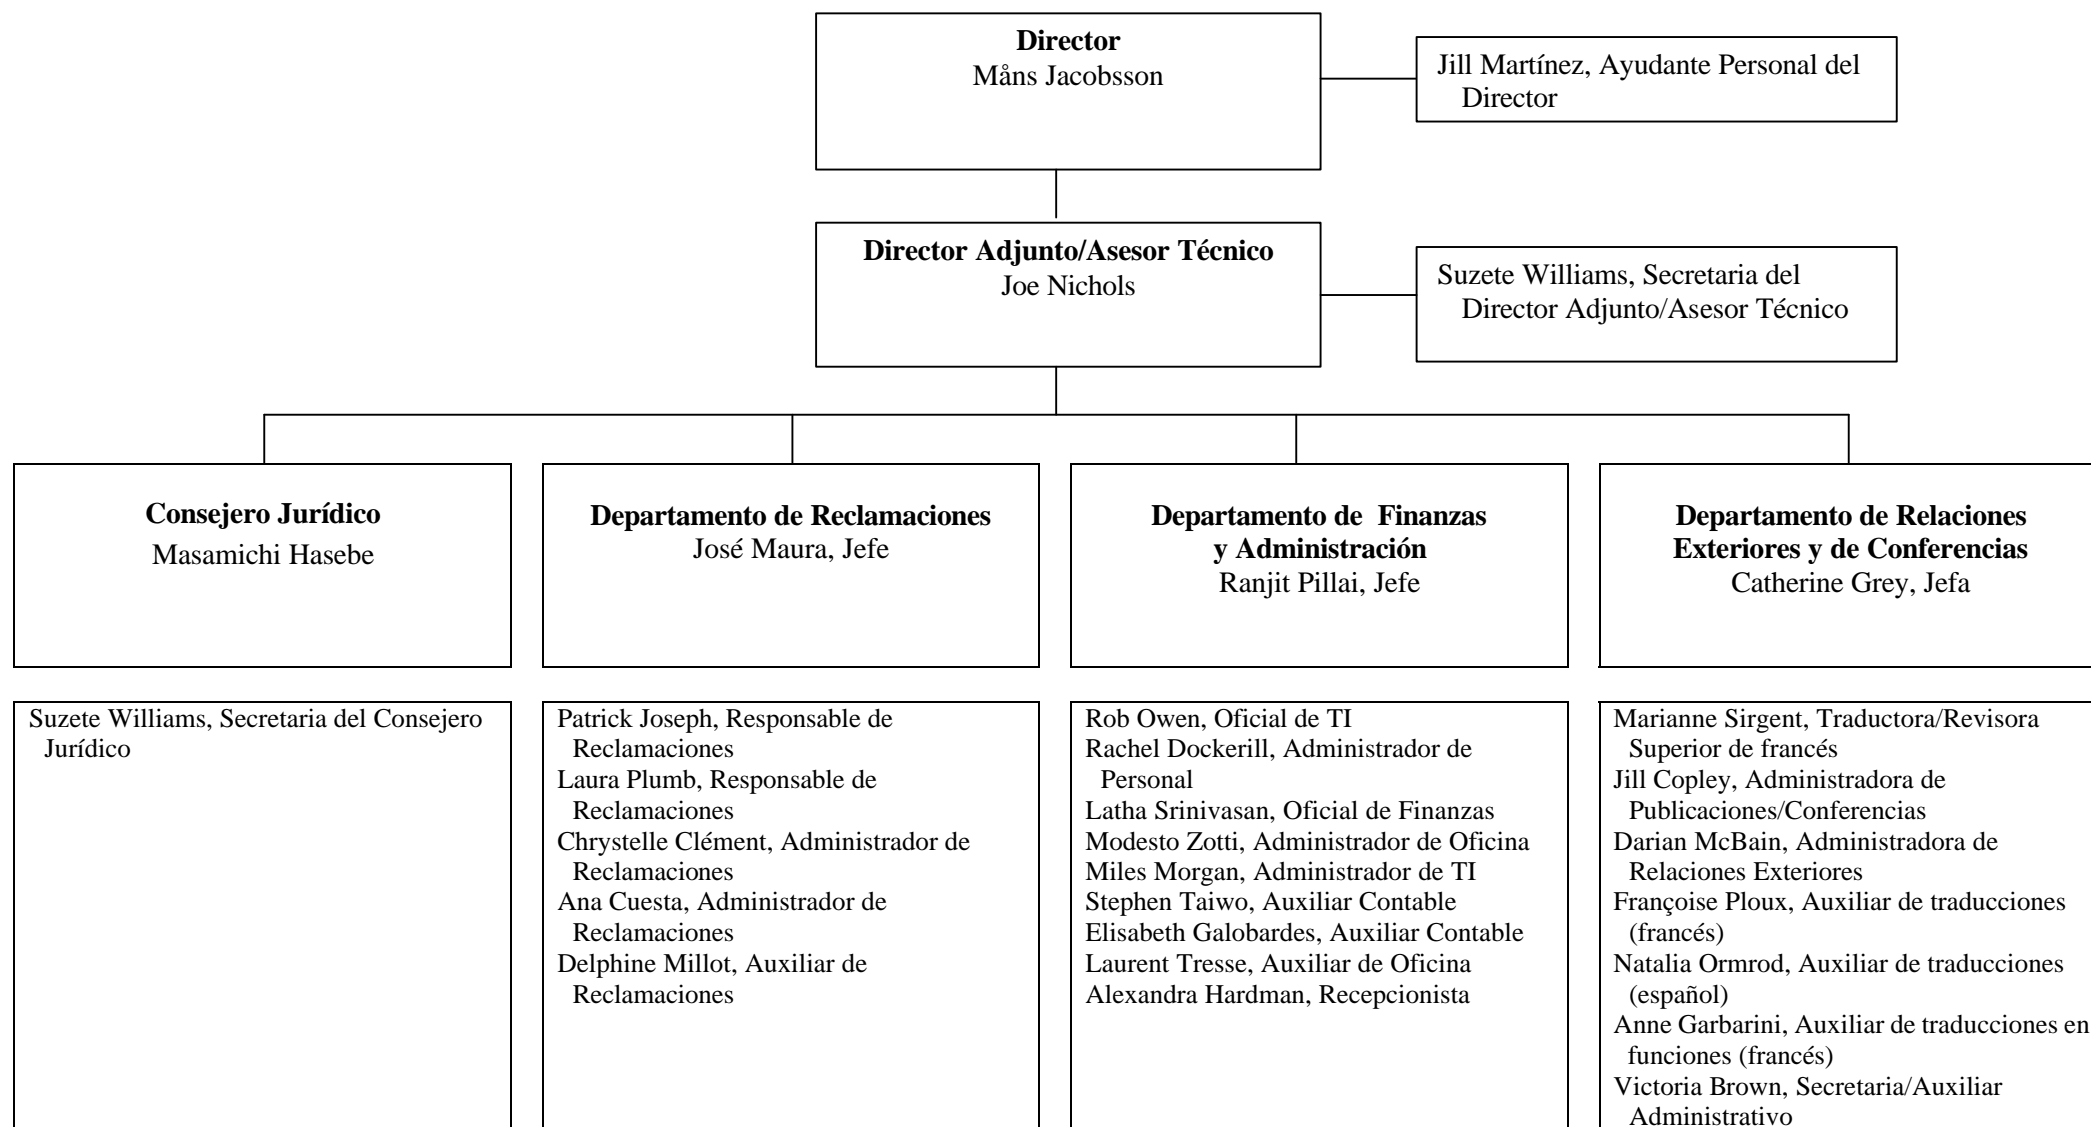 Director
Måns Jacobsson
Jill Martínez, Ayudante Personal del
Director
Director Adjunto/Asesor Técnico
Joe Nichols
Suzete Williams, Secretaria del
Director Adjunto/Asesor Técnico
Consejero Jurídico
Masamichi Hasebe
Departamento de Reclamaciones
José Maura, Jefe
Departamento de  Finanzas
y Administración
Ranjit Pillai, Jefe
Departamento de Relaciones
Exteriores y de Conferencias
Catherine Grey, Jefa
Suzete Williams, Secretaria del Consejero
Jurídico
Patrick Joseph, Responsable de
Reclamaciones
Laura Plumb, Responsable de
Reclamaciones
Chrystelle Clément, Administrador de
Reclamaciones
Ana Cuesta, Administrador de
Reclamaciones
Delphine Millot, Auxiliar de
Reclamaciones
Rob Owen, Oficial de TI
Rachel Dockerill, Administrador de
Personal
Latha Srinivasan, Oficial de Finanzas
Modesto Zotti, Administrador de Oficina
Miles Morgan, Administrador de TI
Stephen Taiwo, Auxiliar Contable
Elisabeth Galobardes, Auxiliar Contable
Laurent Tresse, Auxiliar de Oficina
Alexandra Hardman, Recepcionista
Marianne Sirgent, Traductora/Revisora
Superior de francés
Jill Copley, Administradora de
Publicaciones/Conferencias
Darian McBain, Administradora de
Relaciones Exteriores
Françoise Ploux, Auxiliar de traducciones
(francés)
Natalia Ormrod, Auxiliar de traducciones
(español)
Anne Garbarini, Auxiliar de traducciones en
funciones (francés)
Victoria Brown, Secretaria/Auxiliar
Administrativo